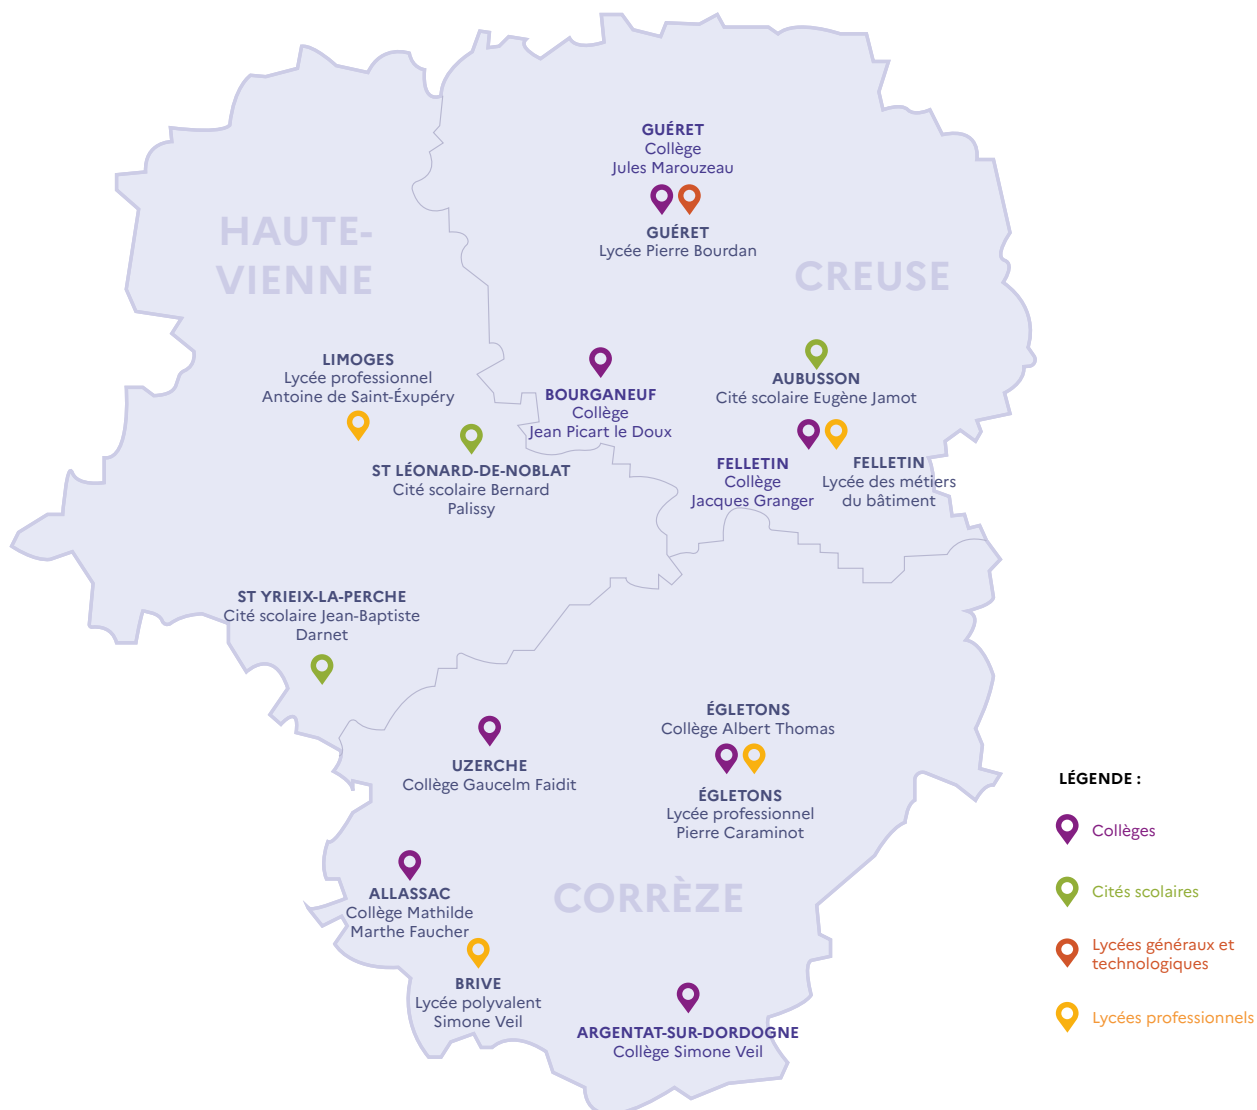 GUÉRET
Collège
Jules Marouzeau
GUÉRET
Lycée Pierre Bourdan
HAUTE-
VIENNE
CREUSE
LIMOGES
Lycée professionnel
Antoine de Saint-Éxupéry
BOURGANEUF
Collège
Jean Picart le Doux
AUBUSSON
Cité scolaire Eugène Jamot
ST LÉONARD-DE-NOBLAT
Cité scolaire Bernard
Palissy
FELLETIN
Collège
Jacques Granger
FELLETIN
Lycée des métiers
du bâtiment
ST YRIEIX-LA-PERCHE
Cité scolaire Jean-Baptiste
Darnet
ÉGLETONS
Collège Albert Thomas
UZERCHE
Collège Gaucelm Faidit
ÉGLETONS
Lycée professionnel
Pierre Caraminot
ALLASSAC
Collège Mathilde
Marthe Faucher
CORRÈZE
BRIVE
Lycée polyvalent
Simone Veil
ARGENTAT-SUR-DORDOGNE
Collège Simone Veil
LÉGENDE :
Collèges
Cités scolaires
Lycées généraux et
technologiques
Lycées professionnels